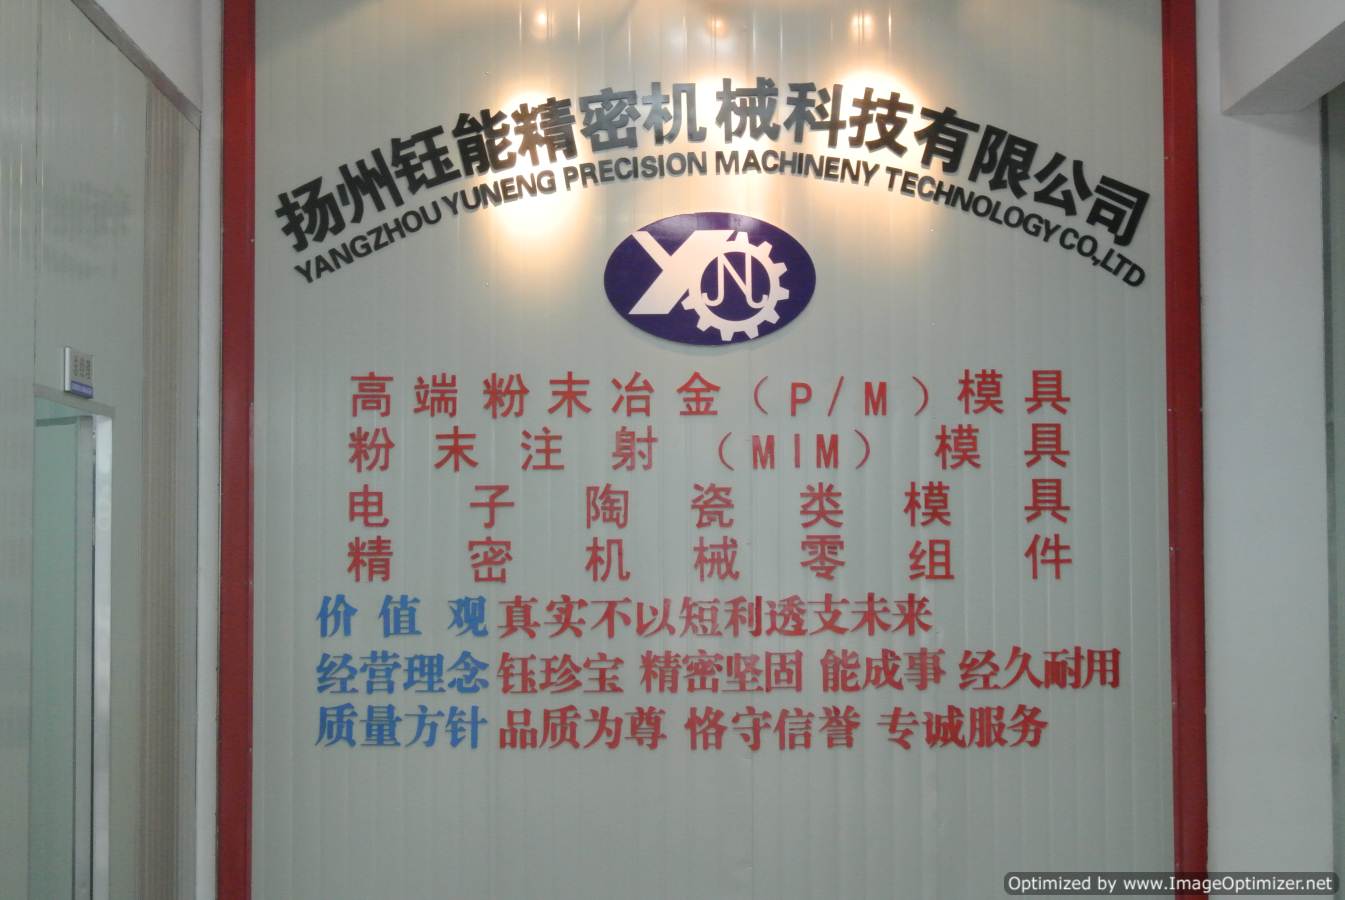 扬州钰能精密机械科技有限公司
YANGZHOU YUNENG PRECISION MACHINENY TECHNOLOGY CO.,LTD
YN
高端粉末冶金（P/M）模具
粉末注射（MIM）模具
电子陶瓷类模具
精密机械零组件
价值观 真实不以短利透支未来
经营理念 钰珍宝 精密坚固 能成事 经久耐用
质量方针 品质为尊 恪守信誉 专诚服务
Optimized by www.ImageOptimizer.net